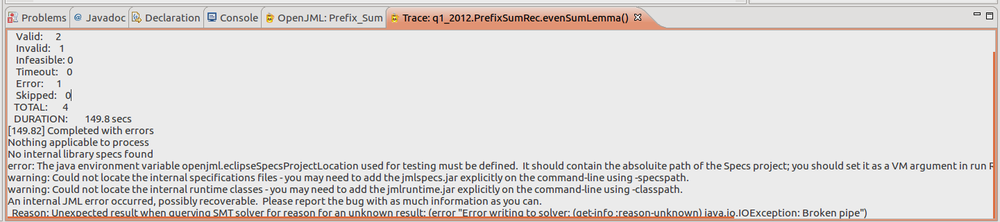 Problems @ Javadoc Declaration Console OpenJML: Prefix_Sum Trace: q1_2012.PrefixSumRec.evenSumLemma()
Valid: 2
Invalid: 1
Infeasible: 0
Timeout: 0
Error: 1
Skipped: 0
TOTAL: 4
DURATION: 149.8 secs
[149.82] Completed with errors
Nothing applicable to process
No internal library specs found
error: The java environment variable openjml.eclipseSpecsProjectLocation used for testing must be defined. It should contain the absoluite path of the Specs project; you should set it as a VM argument in run R
warning: Could not locate the internal specifications files - you may need to add the jmlspecs.jar explicitly on the command-line using -specspath.
warning: Could not locate the internal runtime classes - you may need to add the jmlruntime.jar explicitly on the command-line using -classpath.
An internal JML error occurred, possibly recoverable. Please report the bug with as much information as you can.
Reason: Unexpected result when querying SMT solver for reason for an unknown result: (error "Error writing to solver: (get-info :reason-unknown) java.io.IOException: Broken pipe")